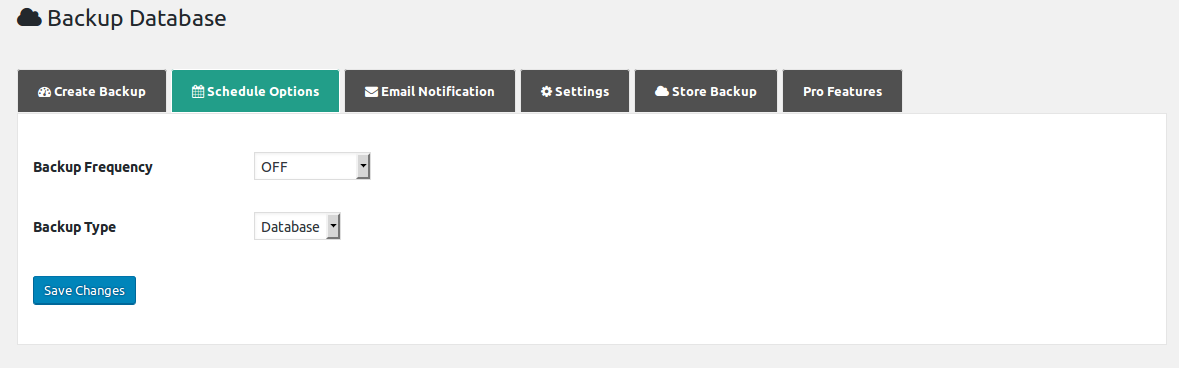 Backup Database
Create Backup Schedule Options Email Notification Settings Store Backup Pro Features
Backup Frequency OFF
Backup Type Database
Save Changes